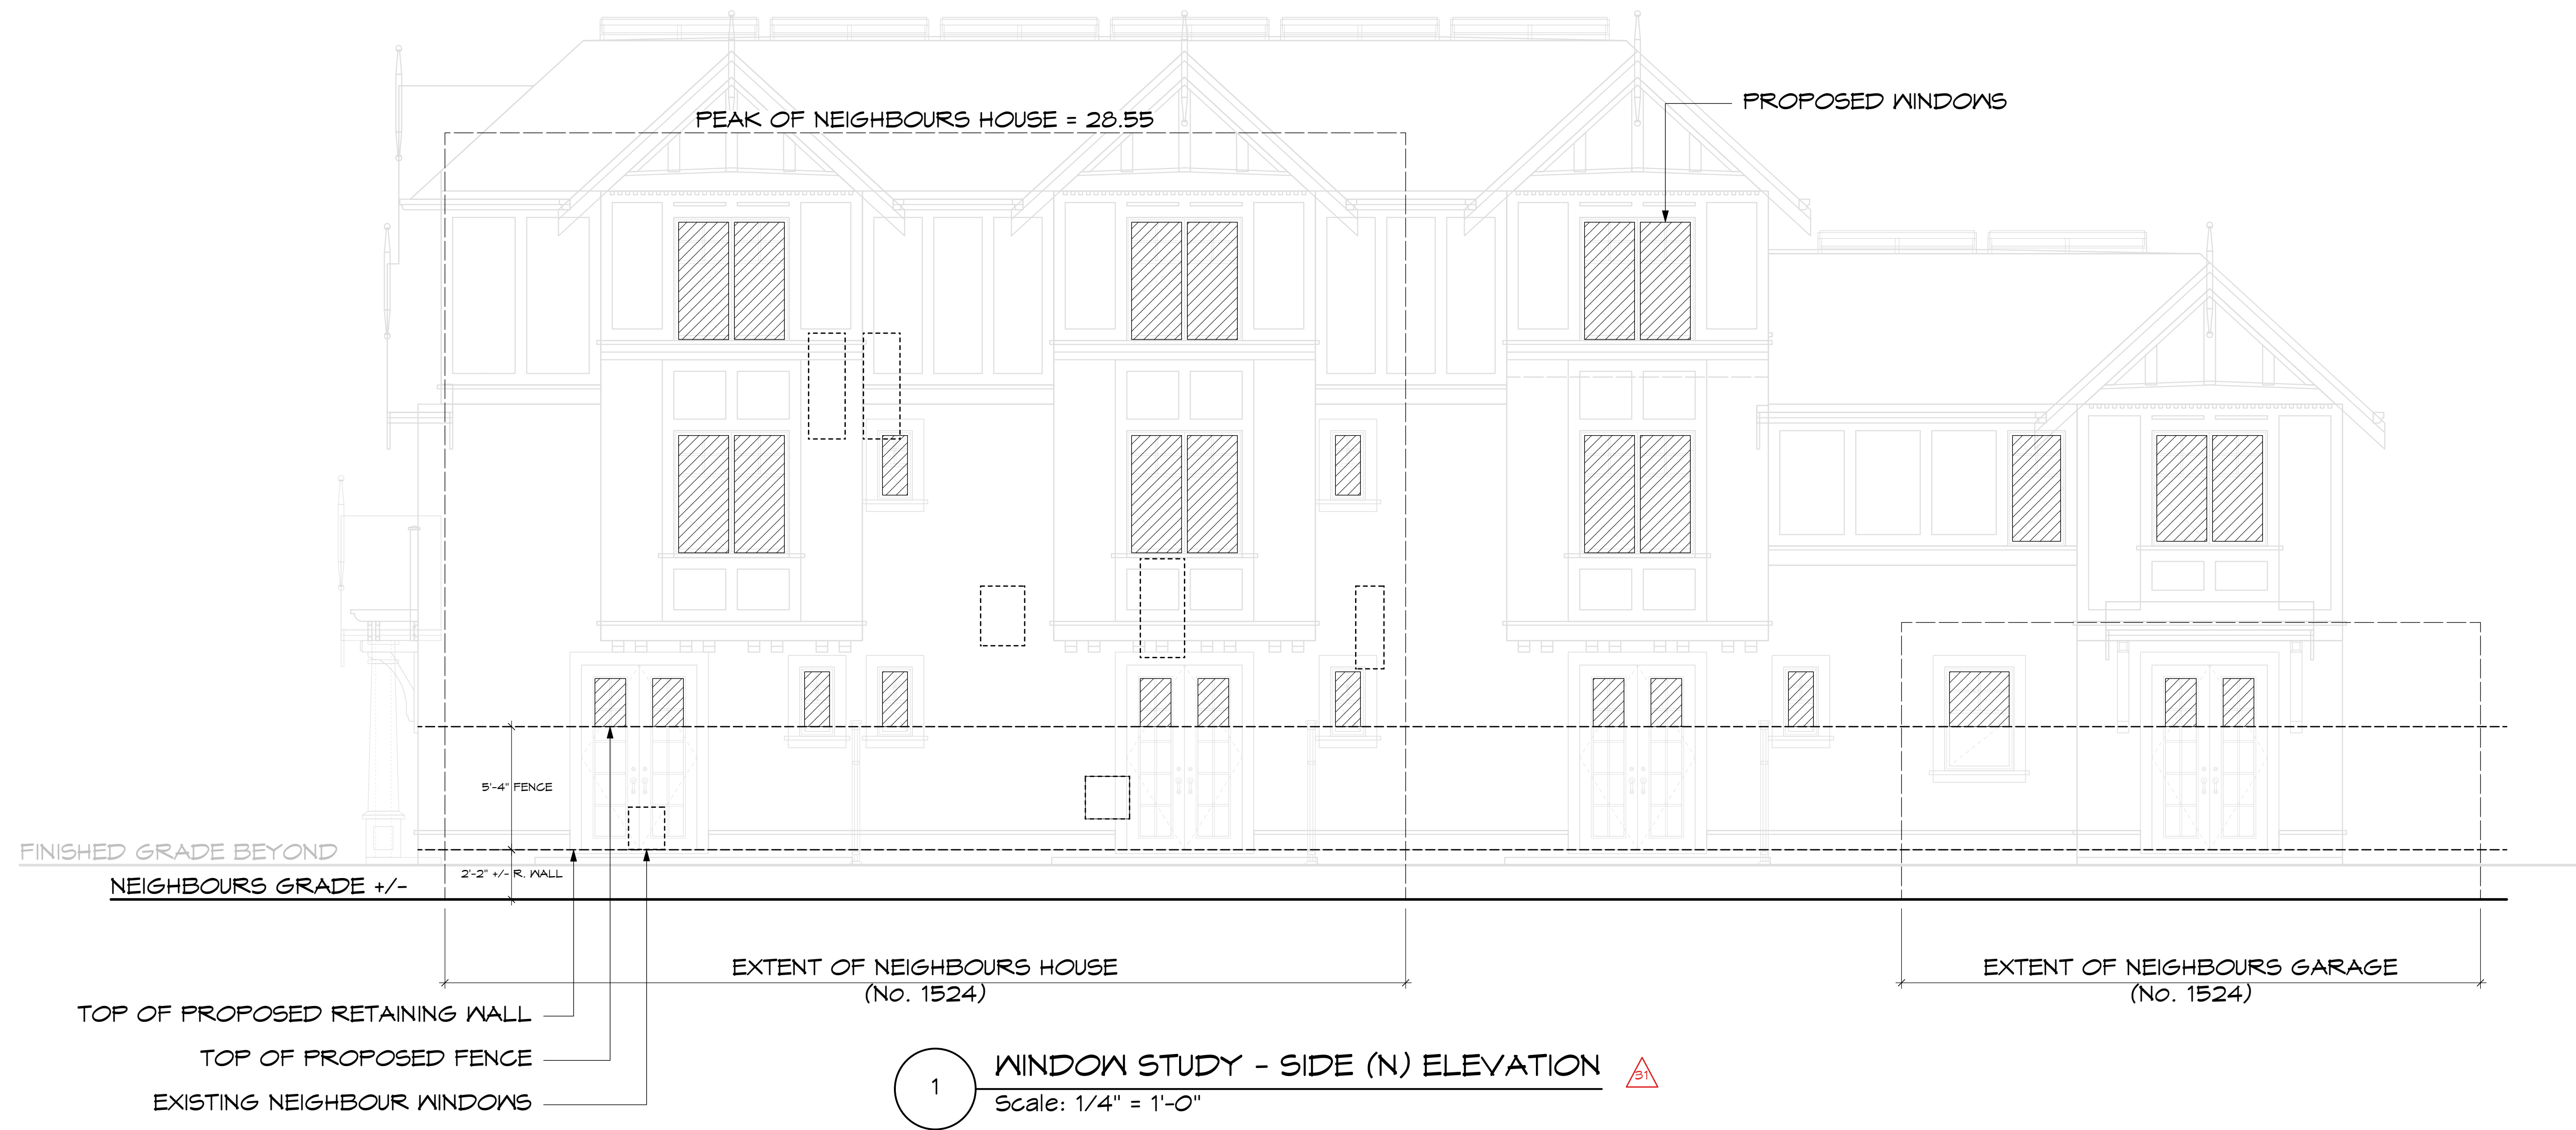 PEAK OF NEIGHBOURS HOUSE = 28.55
PROPOSED WINDOWS
5'-4" FENCE
FINISHED GRADE BEYOND
2'-2" +/- R. WALL
NEIGHBOURS GRADE +/-
EXTENT OF NEIGHBOURS HOUSE
(No. 1524)
EXTENT OF NEIGHBOURS GARAGE
(No. 1524)
TOP OF PROPOSED RETAINING WALL
TOP OF PROPOSED FENCE
EXISTING NEIGHBOUR WINDOWS
1
WINDOW STUDY - SIDE (N) ELEVATION
31
Scale: 1/4" = 1'-0"